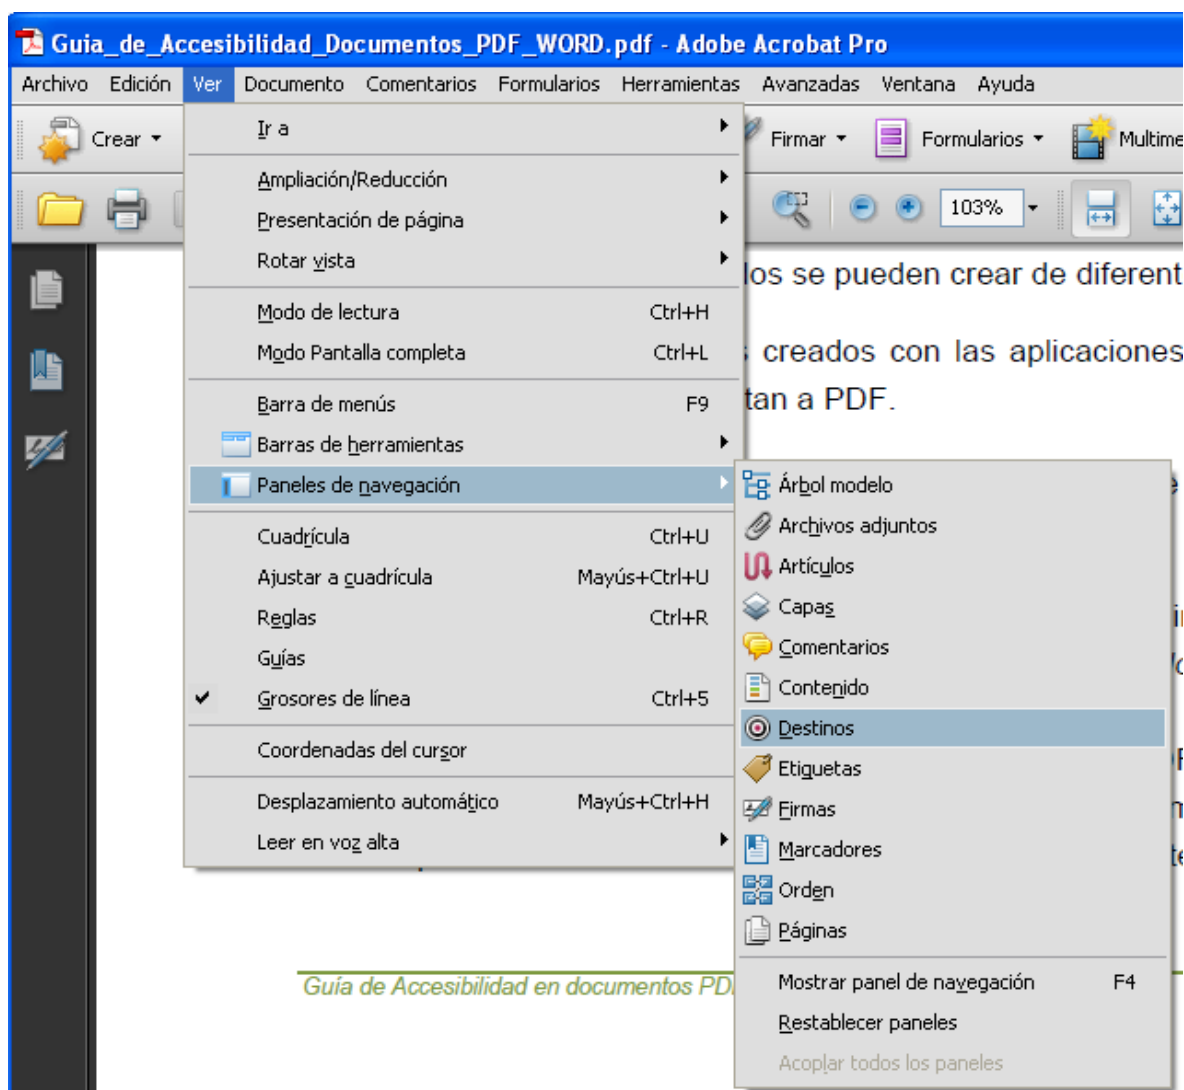 Guia_de_Accesibilidad_Documentos_PDF_WORD.pdf - Adobe Acrobat Pro
Archivo Edición Ver Documento Comentarios Formularios Herramientas Avanzadas Ventana Ayuda
Crear Firmar Formularios
103%
Ir a
Ampliación/Reducción
Presentación de página
Rotar vista
Modo de lectura Ctrl+H
Modo Pantalla completa Ctrl+L
Barra de menús F9
Barras de herramientas
Paneles de navegación
Cuadrícula Ctrl+U
Ajustar a cuadrícula Mayús+Ctrl+U
Reglas Ctrl+R
Guías
Grosores de línea Ctrl+5
Coordenadas del cursor
Desplazamiento automático Mayús+Ctrl+H
Leer en voz alta
Árbol modelo
Archivos adjuntos
Artículos
Capas
Comentarios
Contenido
Destinos
Etiquetas
Firmas
Marcadores
Orden
Páginas
Mostrar panel de navegación F4
Restablecer paneles
Acoplar todos los paneles
se pueden crear de
creados con las aplicaciones
a PDF.
Guía de Accesibilidad en documentos